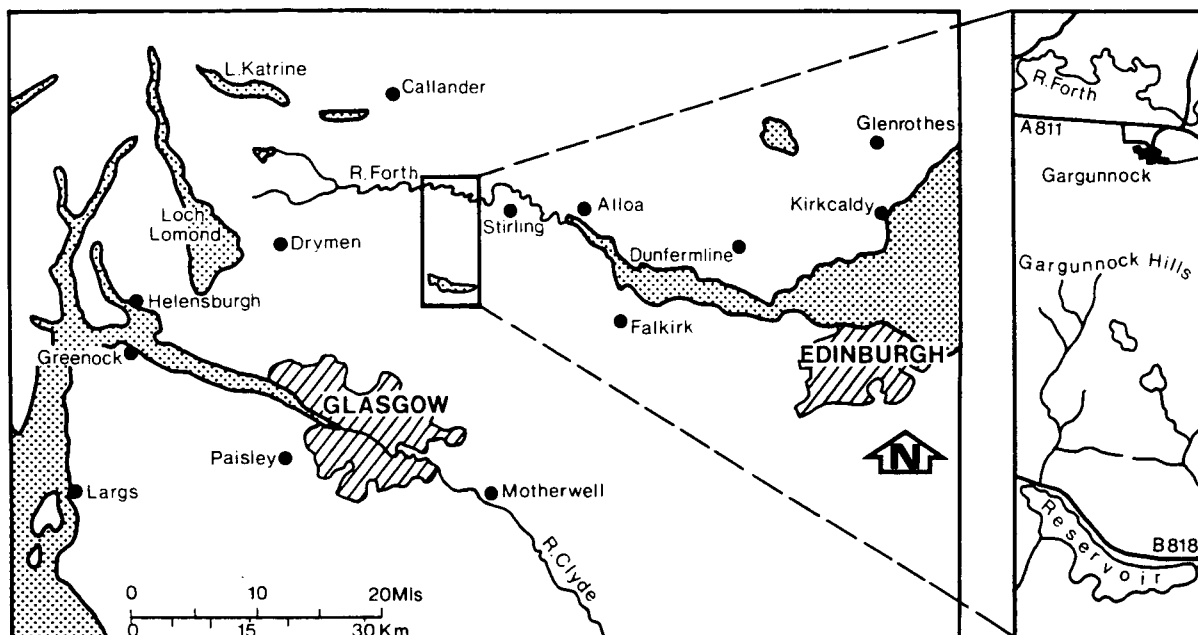 L.Katrine
Callander
Glenrothes
R.Forth
Loch
Lomond
Drymen
Stirling
Alloa
Kirkcaldy
Dunfermline
Helensburgh
Falkirk
Greenock
EDINBURGH
GLASGOW
N
Paisley
Largs
Motherwell
R.Clyde
0 10 20Mls
0 15 30Km
R.Forth
A811
Gargunnock
Gargunnock Hills
B818
Reservoir